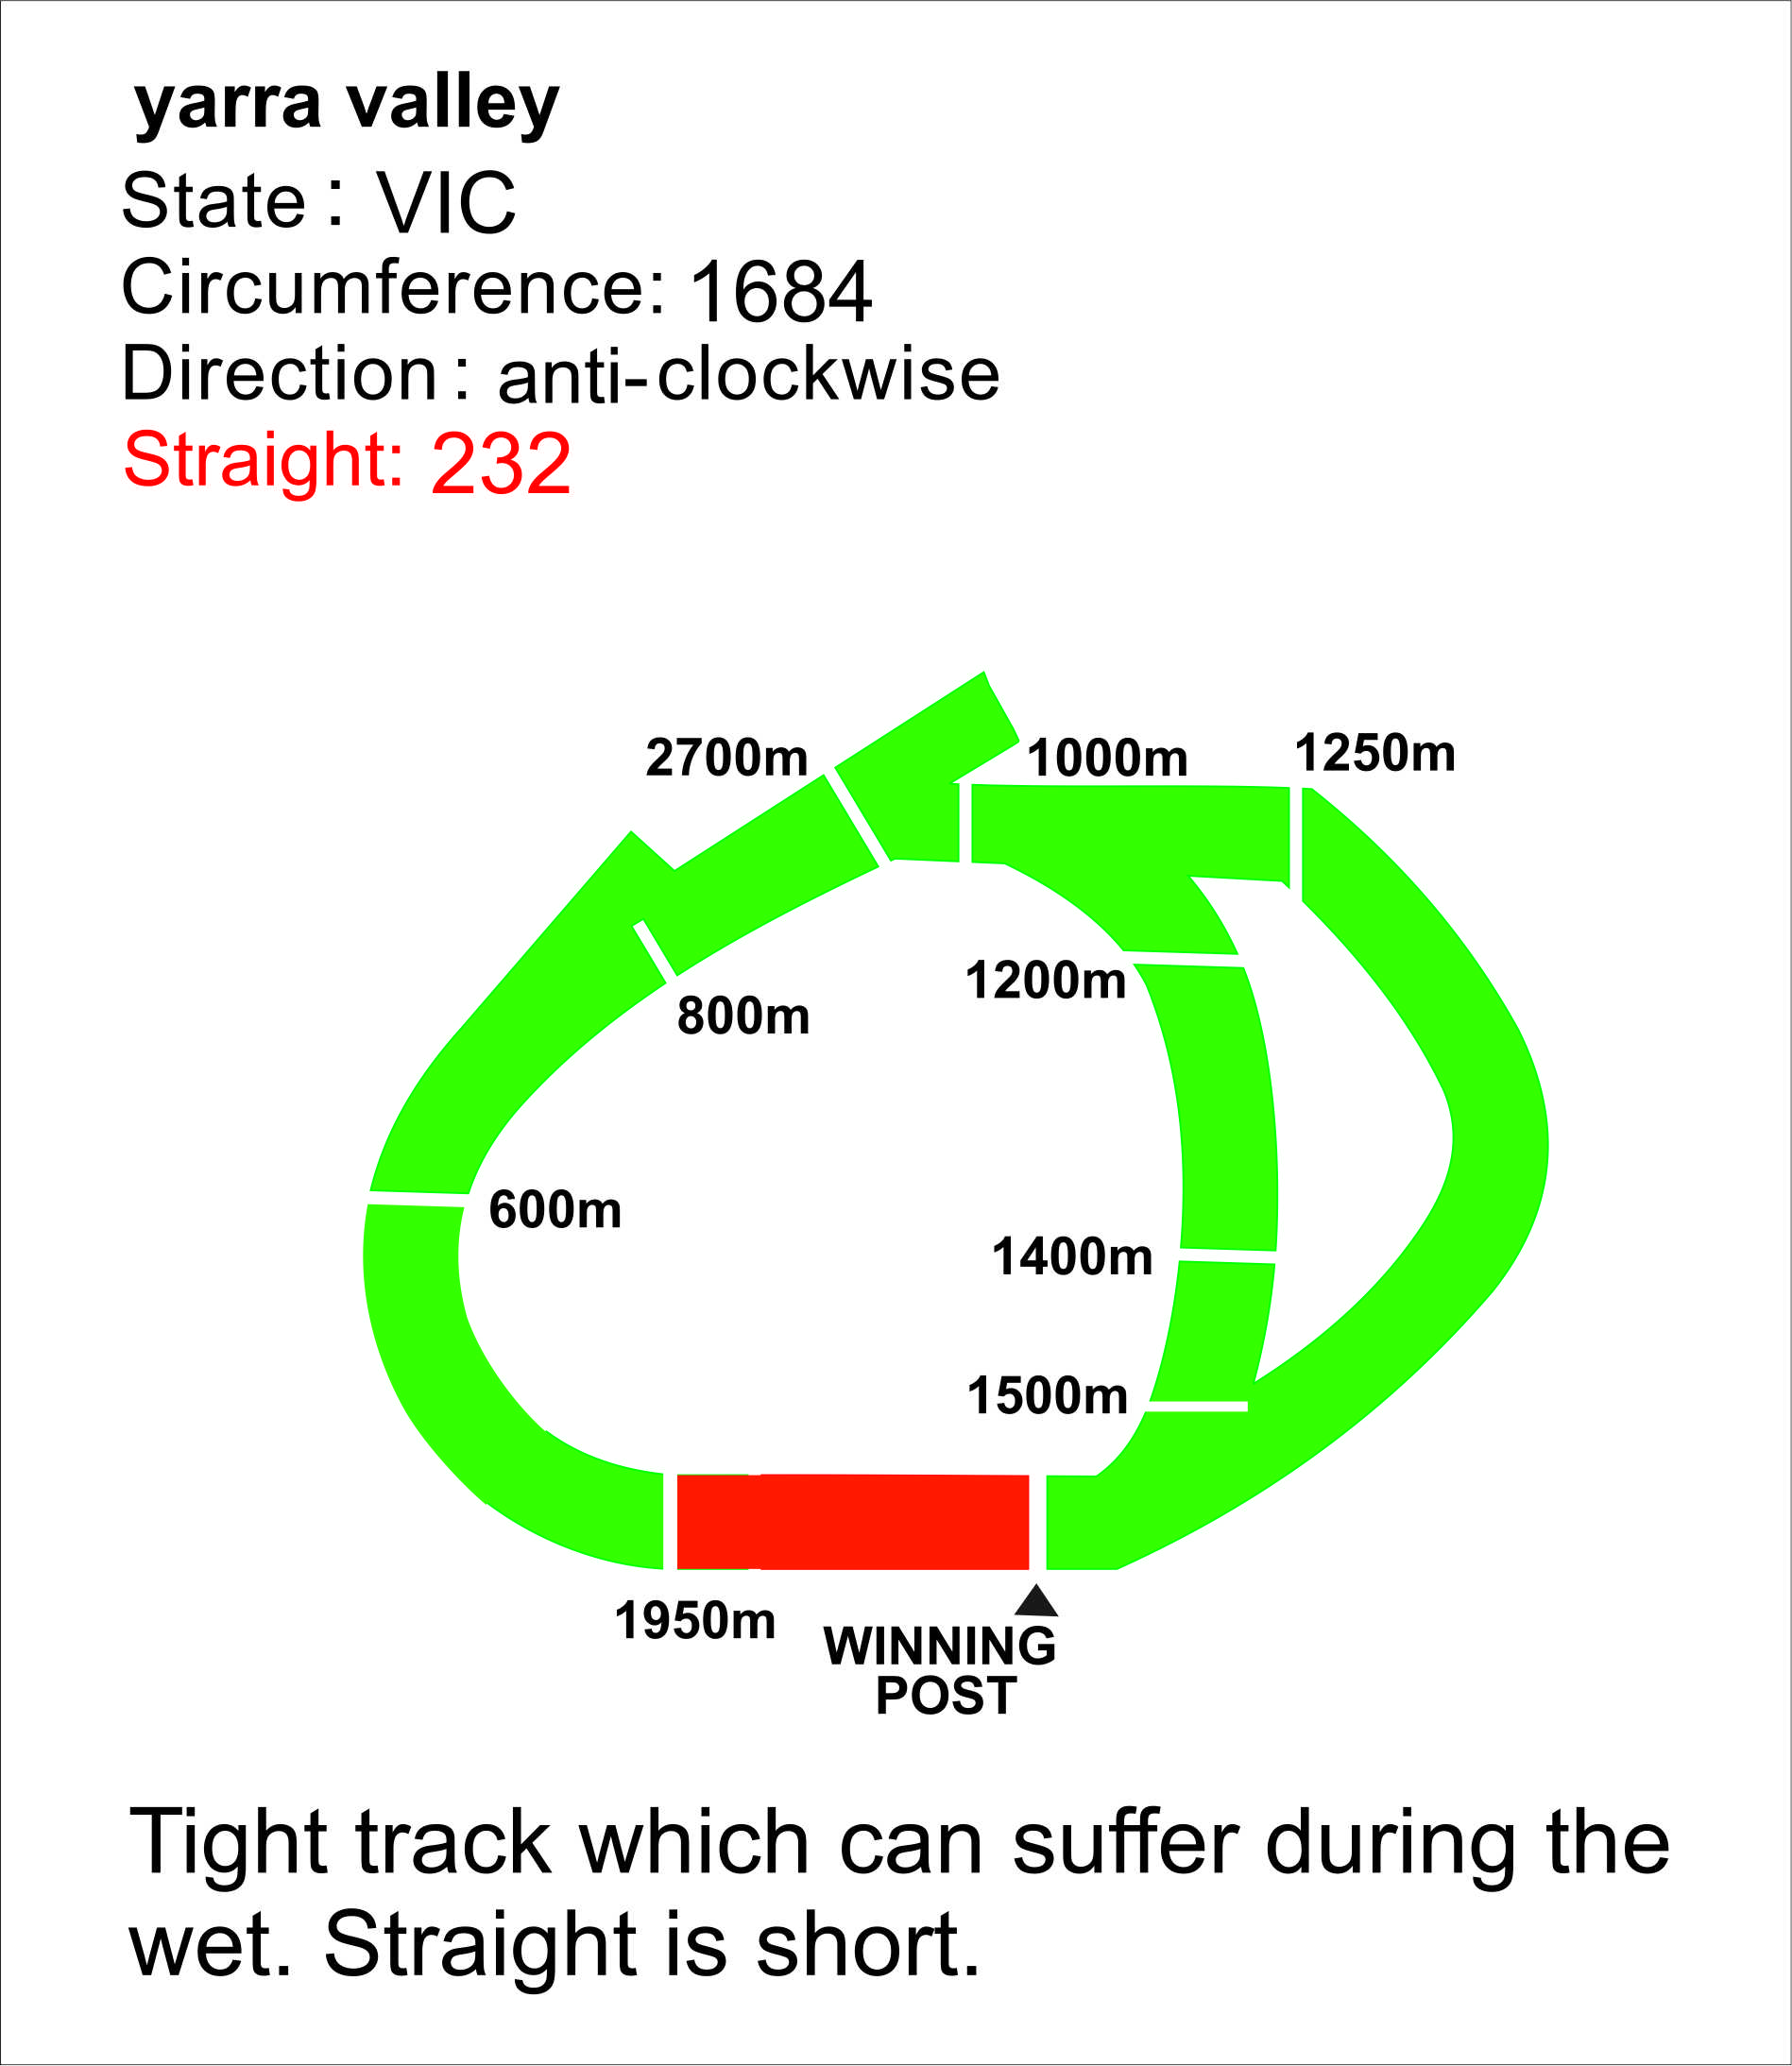 yarra valley
State : VIC
Circumference: 1684
Direction : anti-clockwise
Straight: 232
2700m
1000m
1250m
800m
1200m
600m
1400m
1500m
1950m
WINNING
POST
Tight track which can suffer during the
wet. Straight is short.